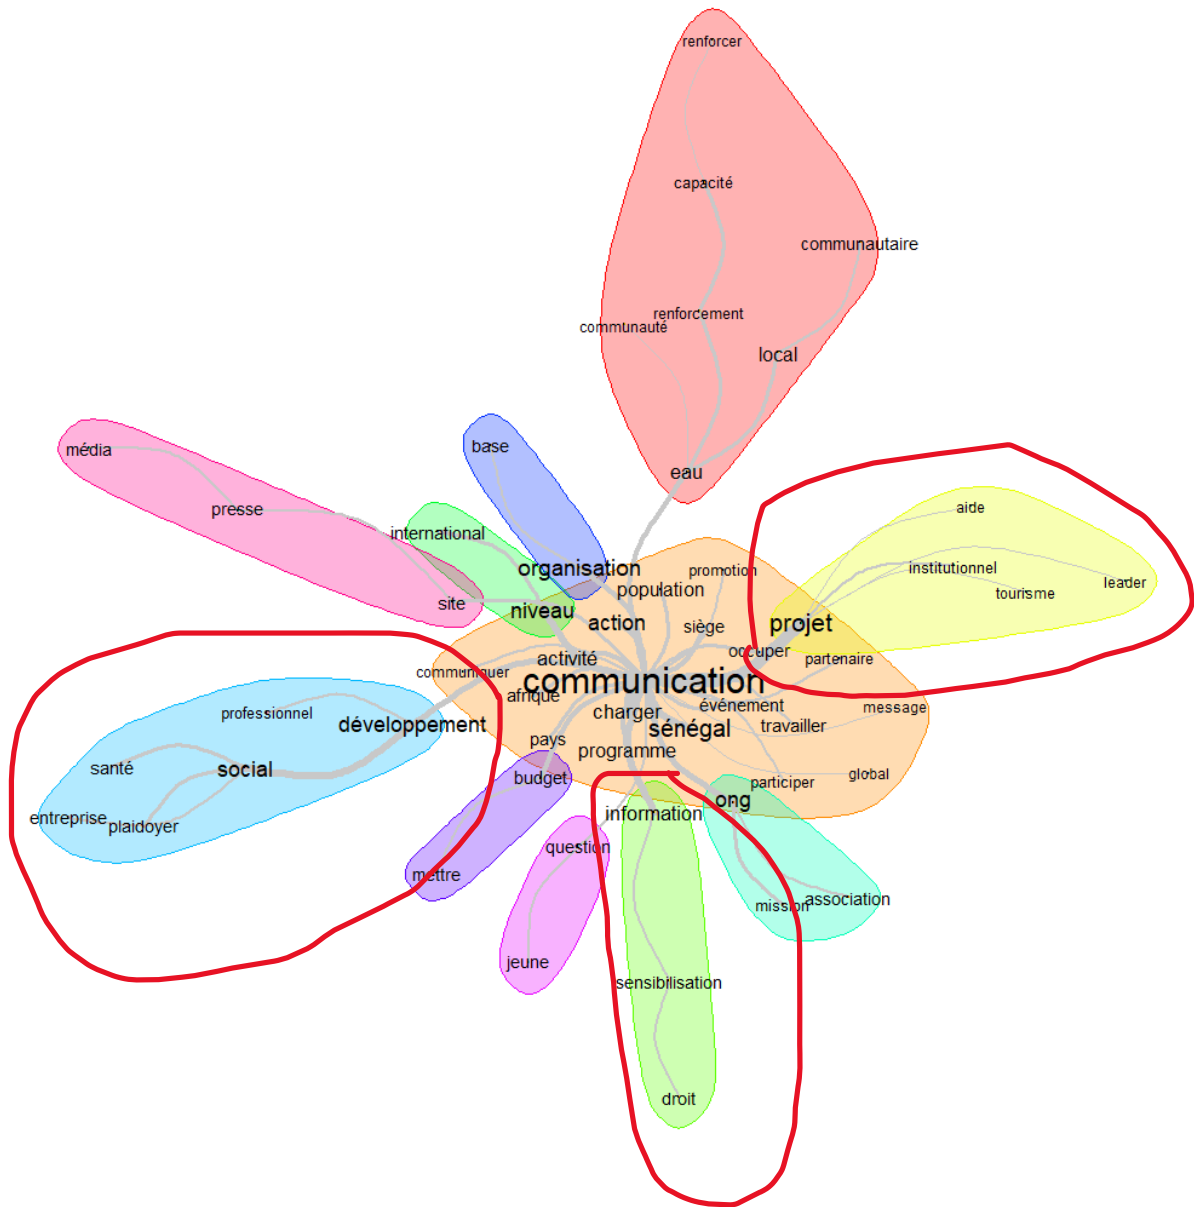 renforcer
capacité
communautaire
renforcement
communauté
local
média
base
eau
presse
aide
international
organisation
promotion
institutionnel
leader
population
tourisme
site
niveau
action
siège
projet
occuper
activité
partenaire
communiquer
communication
afrique
événement
message
charger
professionnel
développement
sénégal
travailler
pays
programme
santé
social
budget
participer
global
ong
entreprise
plaidoyer
information
question
mettre
mission
association
jeune
sensibilisation
droit